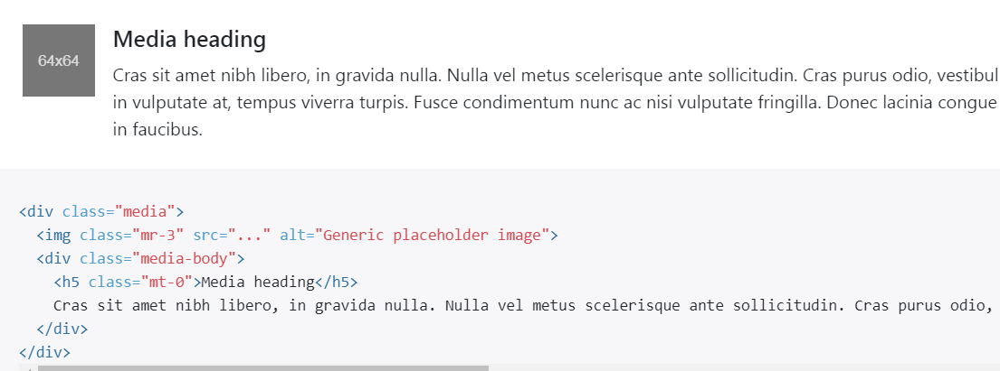 64x64
Media heading
Cras sit amet nibh libero, in gravida nulla. Nulla vel metus scelerisque ante sollicitudin. Cras purus odio, vestibul
in vulputate at, tempus viverra turpis. Fusce condimentum nunc ac nisi vulputate fringilla. Donec lacinia congue
in faucibus.
<div class="media">
  <img class="mr-3" src="..." alt="Generic placeholder image">
  <div class="media-body">
    <h5 class="mt-0">Media heading</h5>
    Cras sit amet nibh libero, in gravida nulla. Nulla vel metus scelerisque ante sollicitudin. Cras purus odio,
  </div>
</div>